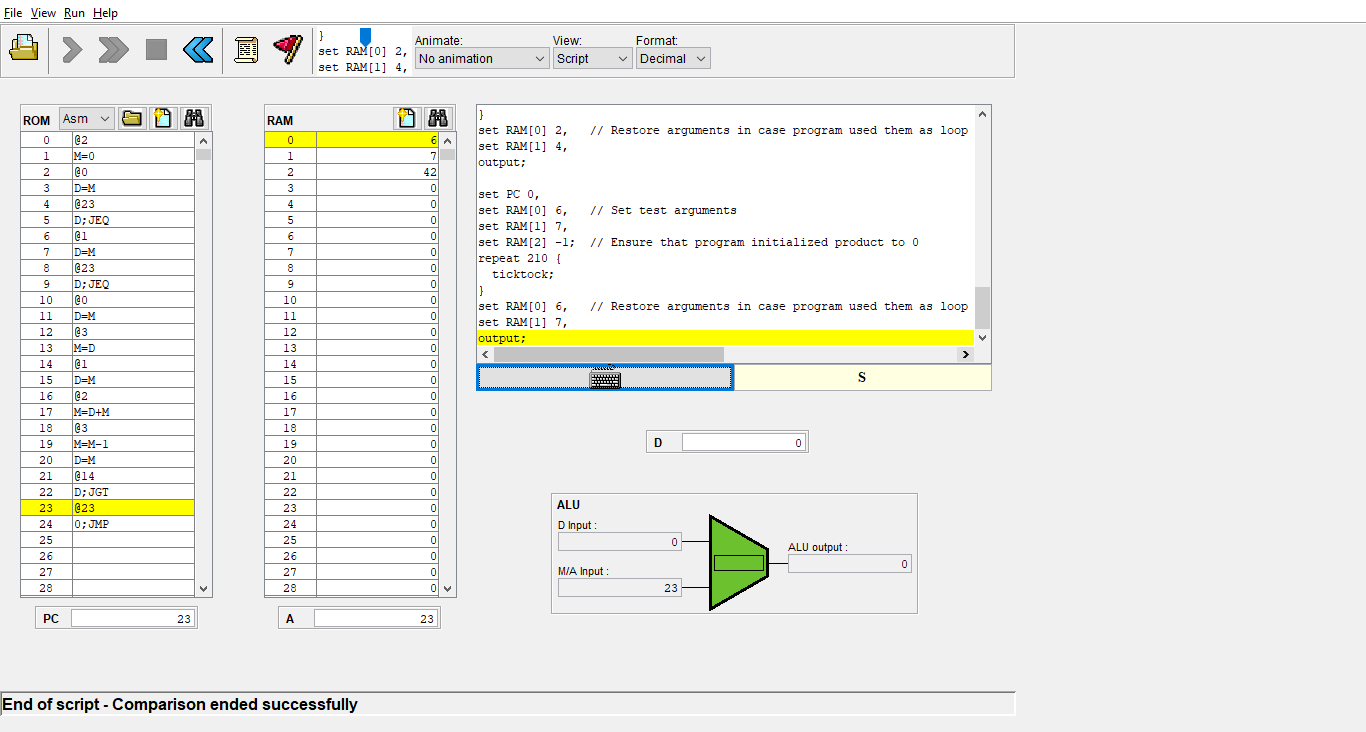 File View Run Help
}
set RAM[0] 2,
set RAM[1] 4,
Animate:
No animation
View:
Script
Format:
Decimal
ROM Asm
0 @2
1 M=0
2 @0
3 D=M
4 @23
5 D;JEQ
6 @1
7 D=M
8 @23
9 D;JEQ
10 @0
11 D=M
12 @3
13 M=D
14 @1
15 D=M
16 @2
17 M=D+M
18 @3
19 M=M-1
20 D=M
21 @14
22 D;JGT
23 @23
24 0;JMP
25
26
27
28
PC 23
RAM
0 6
1 7
2 42
3 0
4 0
5 0
6 0
7 0
8 0
9 0
10 0
11 0
12 0
13 0
14 0
15 0
16 0
17 0
18 0
19 0
20 0
21 0
22 0
23 0
24 0
25 0
26 0
27 0
28 0
A 23
}
set RAM[0] 2,   // Restore arguments in case program used them as loop
set RAM[1] 4,
output;
set PC 0,
set RAM[0] 6,   // Set test arguments
set RAM[1] 7,
set RAM[2] -1;  // Ensure that program initialized product to 0
repeat 210 {
ticktock;
}
set RAM[0] 6,   // Restore arguments in case program used them as loop
set RAM[1] 7,
output;
S
D 0
ALU
D Input :
0
M/A Input :
23
ALU output :
0
End of script - Comparison ended successfully